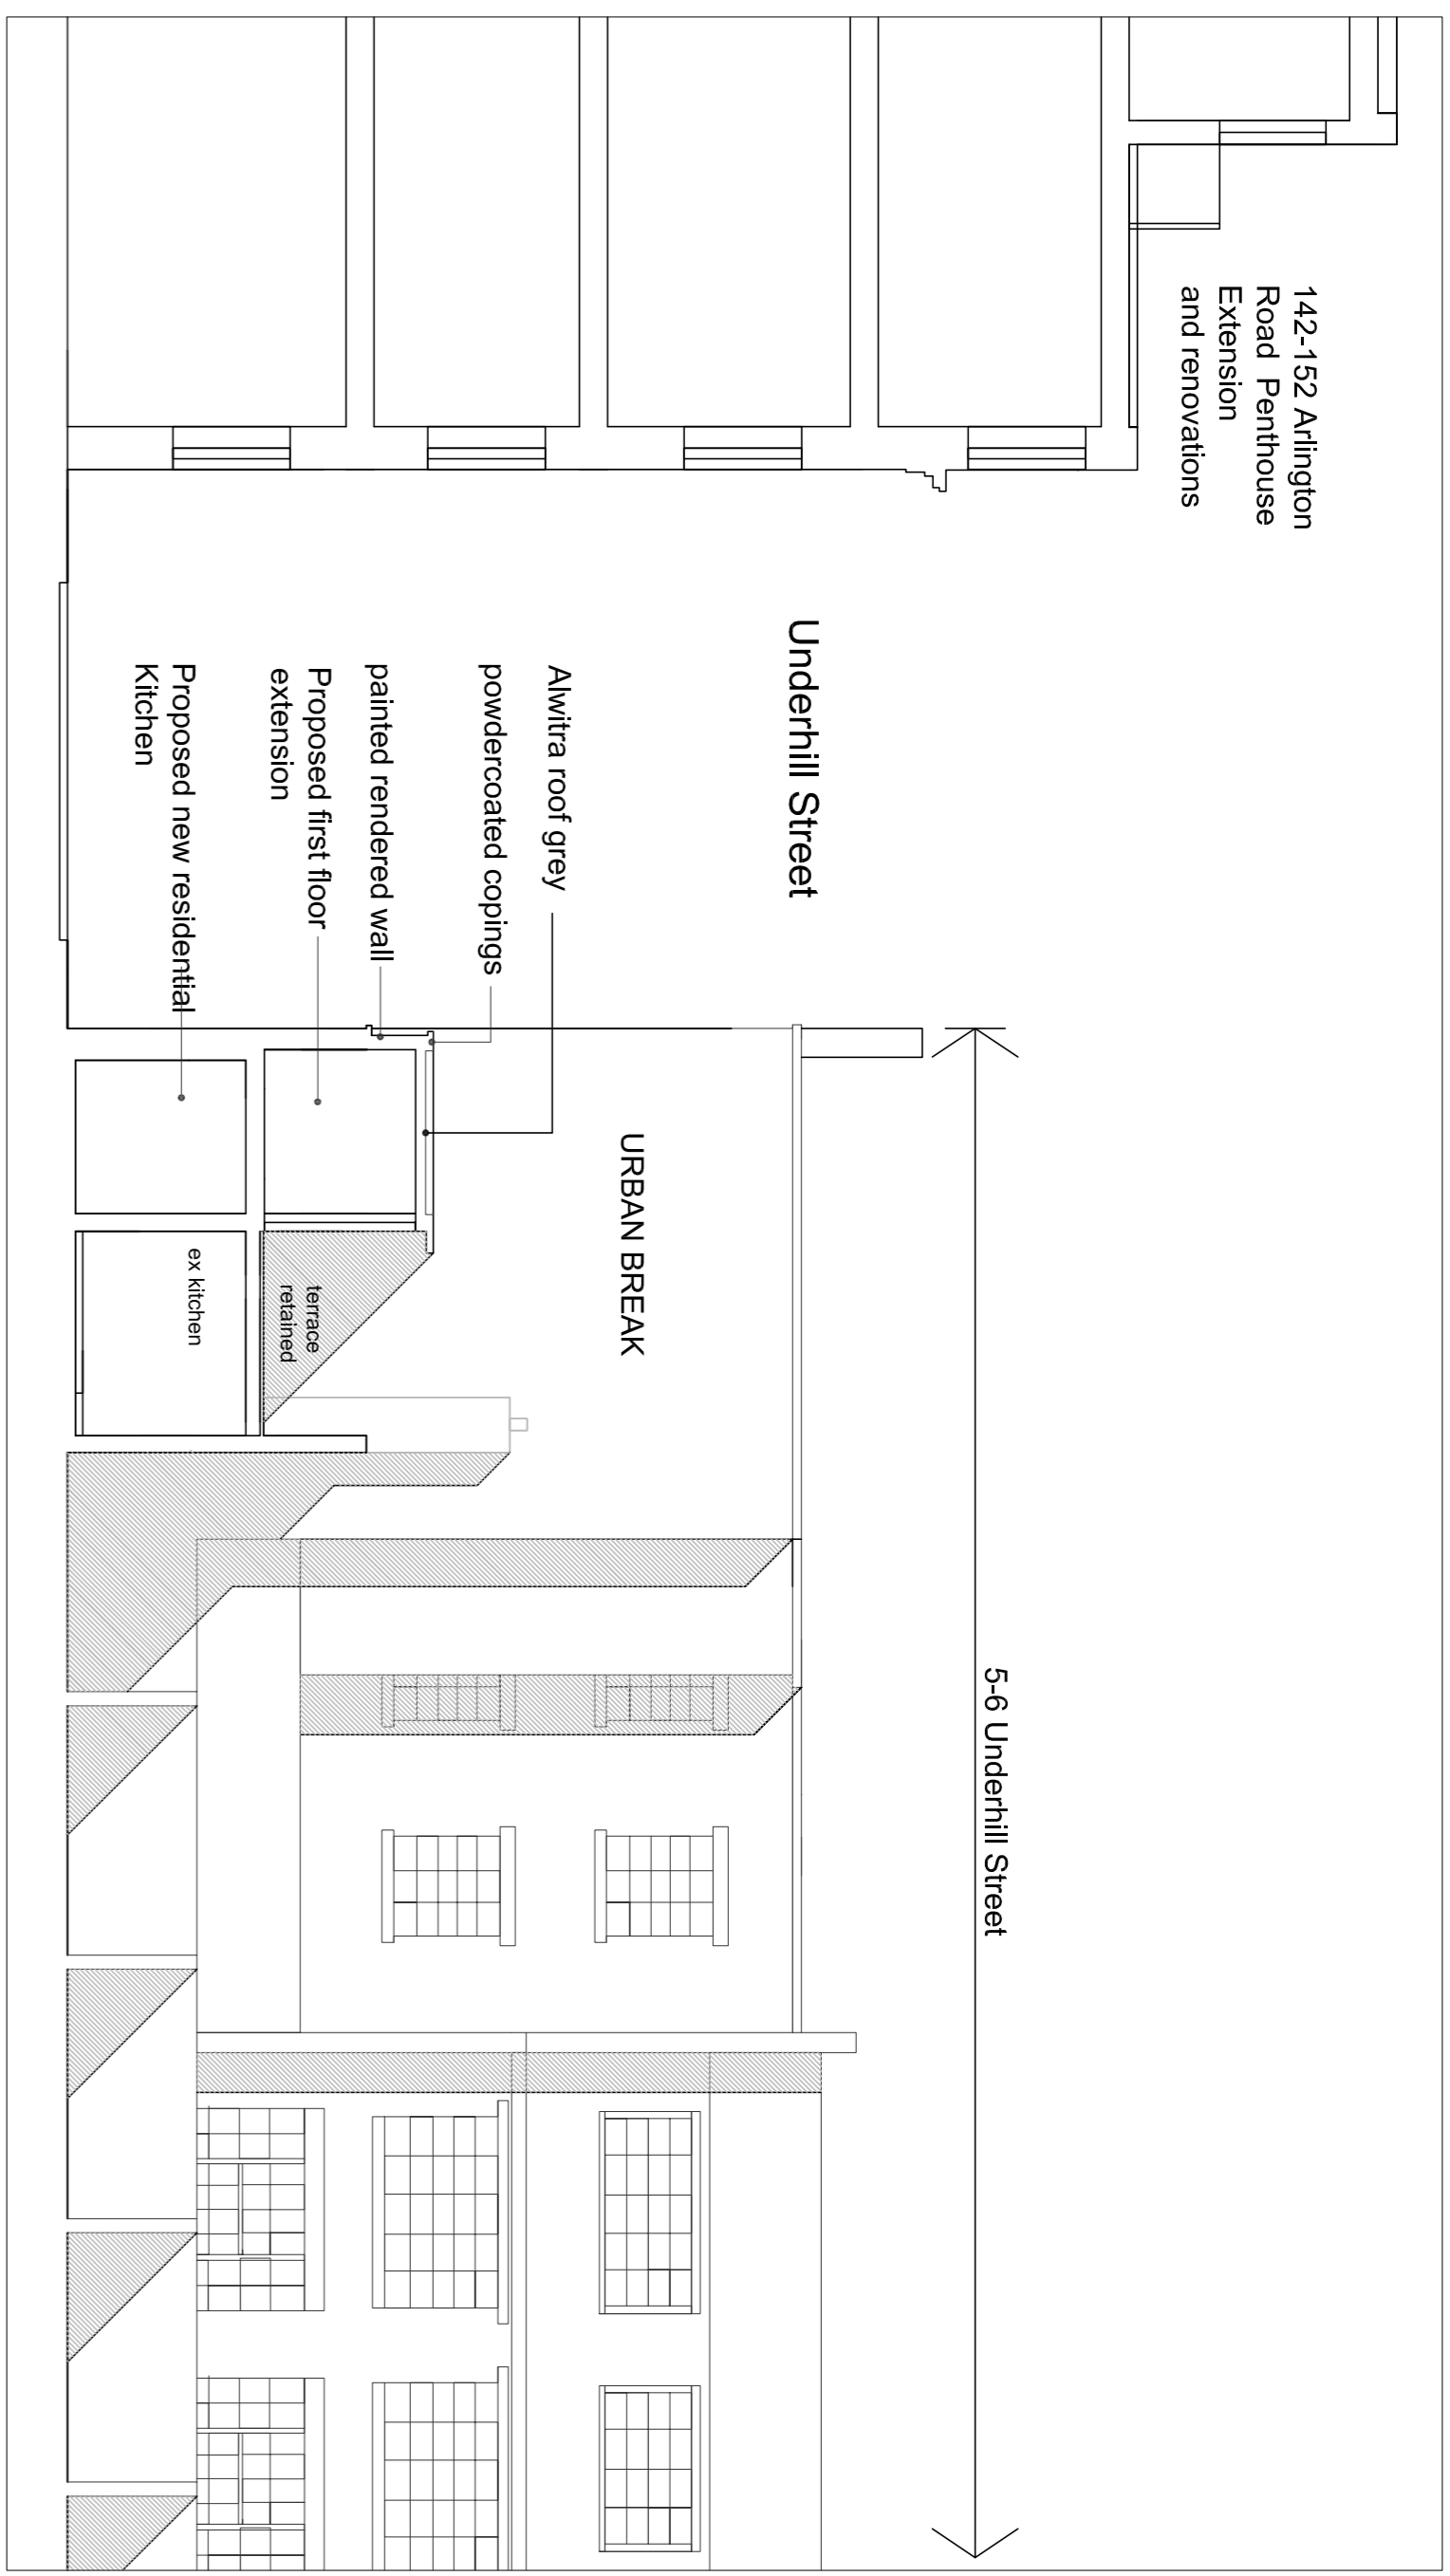 142-152 Arlington
Road Penthouse
Extension
and renovations
5-6 Underhill Street
Underhill Street
URBAN BREAK
Alwitra roof grey
powdercoated copings
painted rendered wall
Proposed first floor
extension
terrace
retained
Proposed new residential
Kitchen
ex kitchen